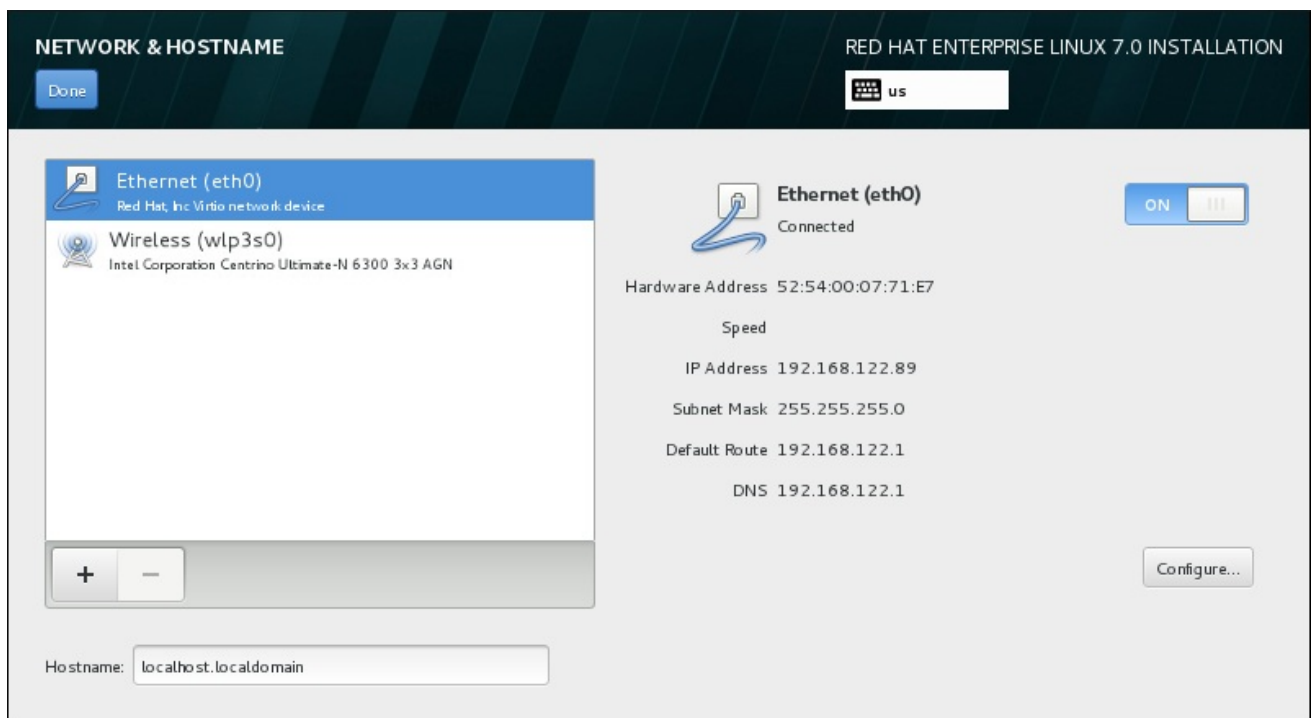 NETWORK & HOSTNAME
RED HAT ENTERPRISE LINUX 7.0 INSTALLATION
Done
us
Ethernet (eth0)
Red Hat, Inc Virtio network device
Wireless (wlp3s0)
Intel Corporation Centrino Ultimate-N 6300 3x3 AGN
Ethernet (eth0)
Connected
ON
Hardware Address 52:54:00:07:71:E7
Speed
IP Address 192.168.122.89
Subnet Mask 255.255.255.0
Default Route 192.168.122.1
DNS 192.168.122.1
+ −
Configure...
Hostname: localhost.localdomain